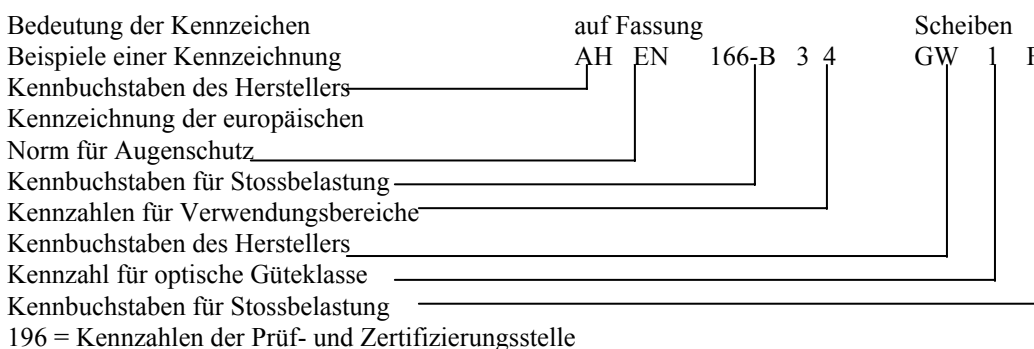 Bedeutung der Kennzeichen auf Fassung Scheiben
Beispiele einer Kennzeichnung AH EN 166-B 3 4 GW 1
Kennbuchstaben des Herstellers
Kennzeichnung der europäischen
Norm für Augenschutz
Kennbuchstaben für Stossbelastung
Kennzahlen für Verwendungsbereiche
Kennbuchstaben des Herstellers
Kennzahl für optische Güteklasse
Kennbuchstaben für Stossbelastung
196 = Kennzahlen der Prüf- und Zertifizierungsstelle